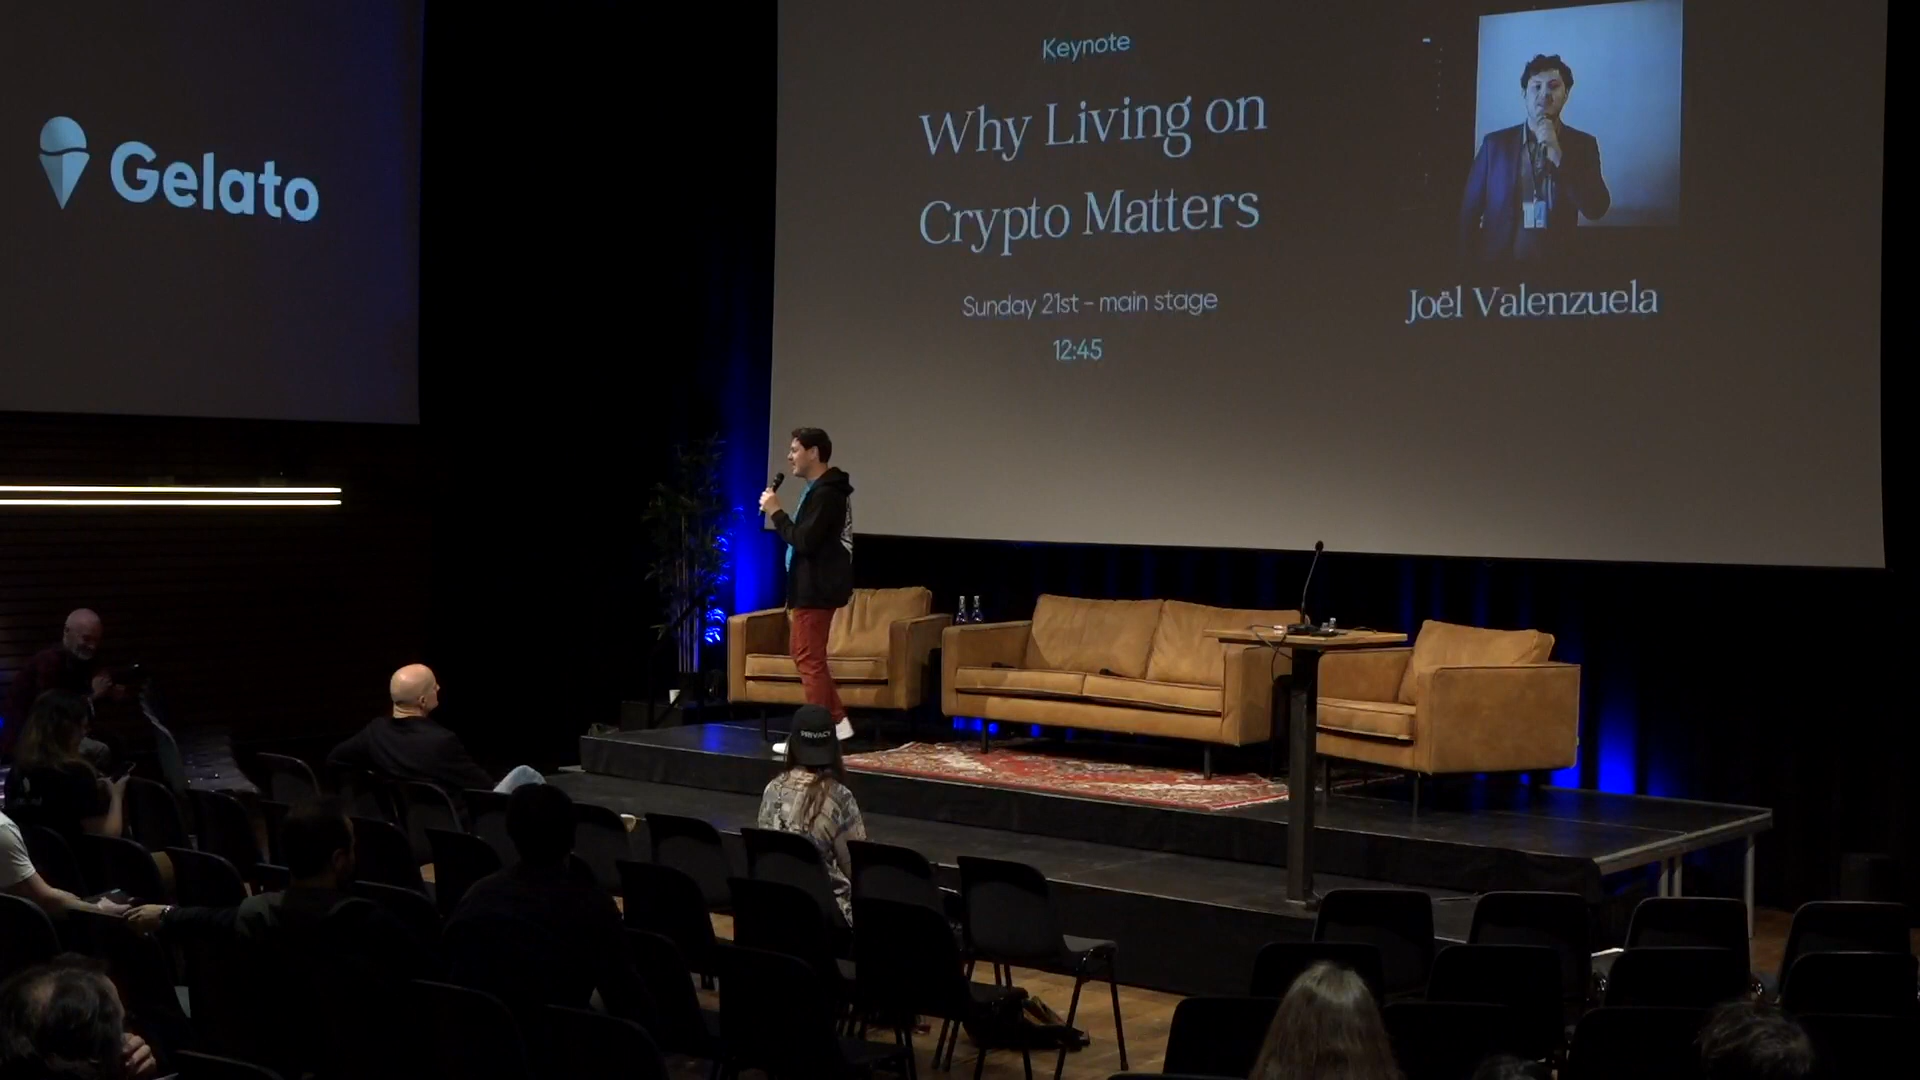 Gelato
Keynote
Why Living on
Crypto Matters
Sunday 21st - main stage
12:45
Joël Valenzuela
PRIVACY